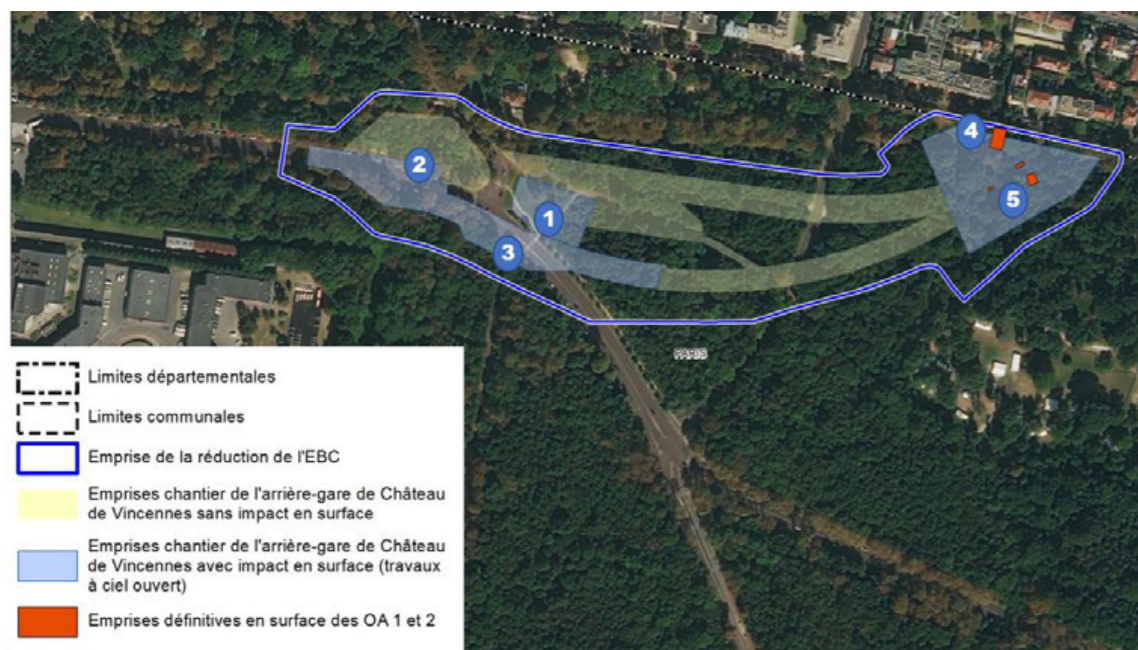 4
2
5
1
3
PARIS
Limites départementales
Limites communales
Emprise de la réduction de l'EBC
Emprises chantier de l'arrière-gare de Château
de Vincennes sans impact en surface
Emprises chantier de l'arrière-gare de Château
de Vincennes avec impact en surface (travaux
à ciel ouvert)
Emprises définitives en surface des OA 1 et 2